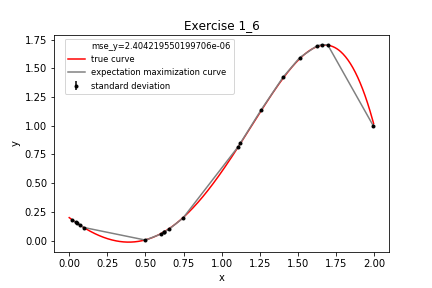 Exercise 1_6
mse_y=2.404219550199706e-06
true curve
expectation maximization curve
standard deviation
y
1.75
1.50
1.25
1.00
0.75
0.50
0.25
0.00
0.00 0.25 0.50 0.75 1.00 1.25 1.50 1.75 2.00
x